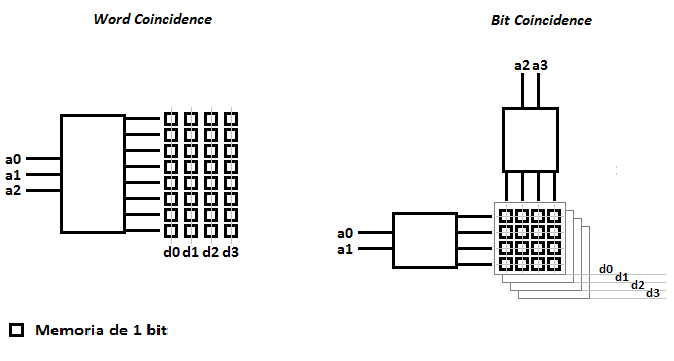 Word Coincidence
a0
a1
a2
d0 d1 d2 d3
Bit Coincidence
a2 a3
a0
a1
d0
d1
d2
d3
Memoria de 1 bit